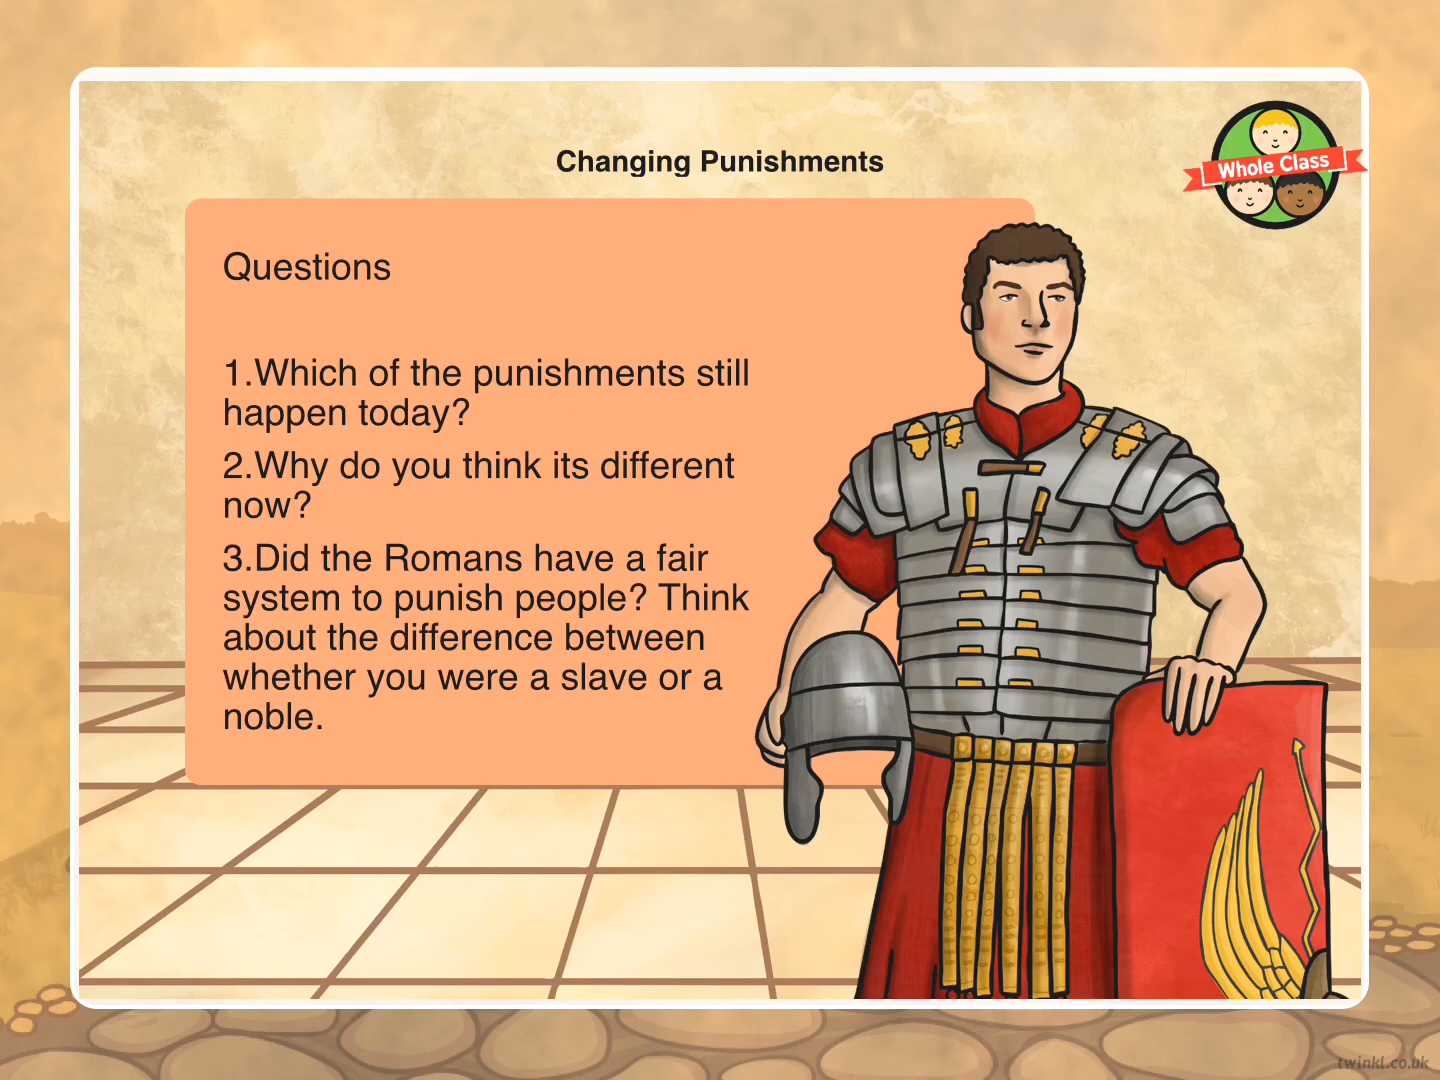 Changing Punishments
Whole Class
Questions
1.Which of the punishments still
happen today?
2.Why do you think its different
now?
3.Did the Romans have a fair
system to punish people? Think
about the difference between
whether you were a slave or a
noble.
twinkl.co.uk